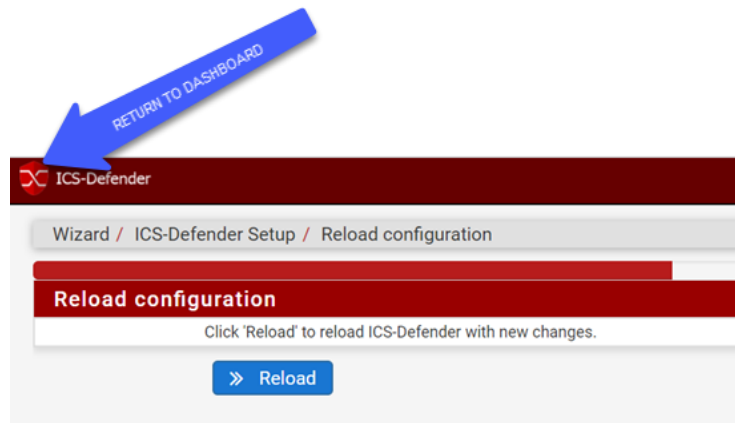 RETURN TO DASHBOARD
ICS-Defender
Wizard / ICS-Defender Setup / Reload configuration
Reload configuration
Click 'Reload' to reload ICS-Defender with new changes.
Reload